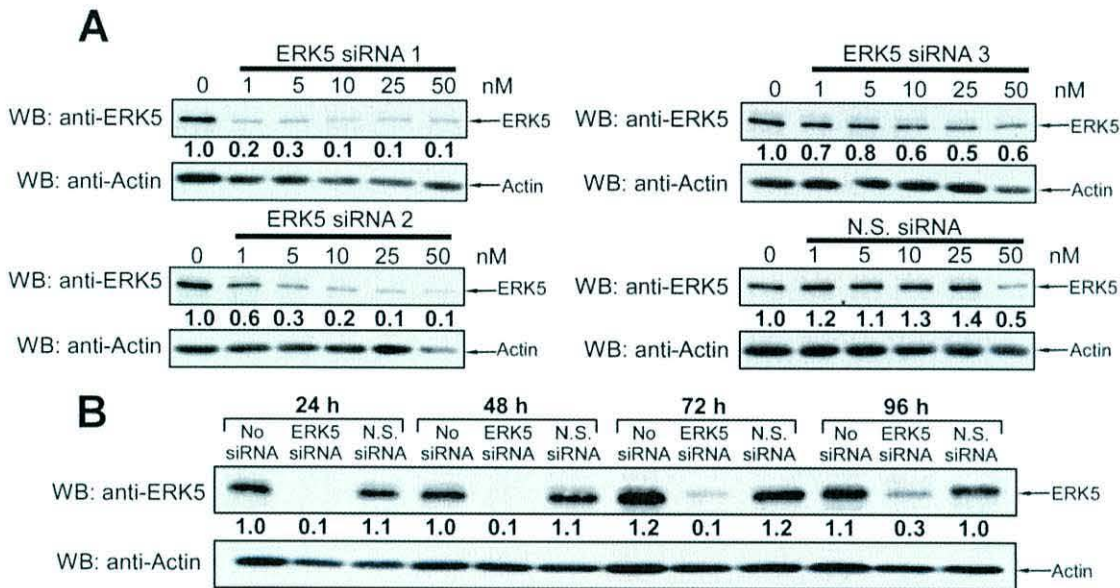 A
ERK5 siRNA 1
0 1 5 10 25 50 nM
WB: anti-ERK5
ERK5
1.0 0.2 0.3 0.1 0.1 0.1
WB: anti-Actin
Actin
ERK5 siRNA 3
0 1 5 10 25 50 nM
WB: anti-ERK5
ERK5
1.0 0.7 0.8 0.6 0.5 0.6
WB: anti-Actin
Actin
ERK5 siRNA 2
0 1 5 10 25 50 nM
WB: anti-ERK5
ERK5
1.0 0.6 0.3 0.2 0.1 0.1
WB: anti-Actin
Actin
N.S. siRNA
0 1 5 10 25 50 nM
WB: anti-ERK5
ERK5
1.0 1.2 1.1 1.3 1.4 0.5
WB: anti-Actin
Actin
B
24 h 48 h 72 h 96 h
No ERK5 N.S. No ERK5 N.S. No ERK5 N.S. No ERK5 N.S.
siRNA siRNA siRNA siRNA siRNA siRNA siRNA siRNA siRNA siRNA siRNA siRNA
WB: anti-ERK5
ERK5
1.0 0.1 1.1 1.0 0.1 1.1 1.2 0.1 1.2 1.1 0.3 1.0
WB: anti-Actin
Actin